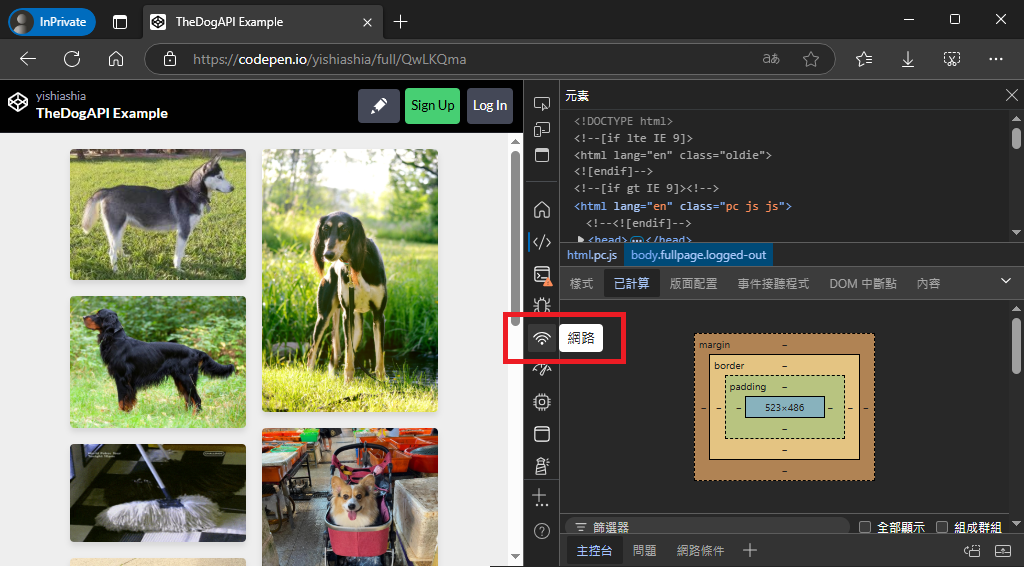 InPrivate
TheDogAPI Example
https://codepen.io/yishiashia/full/QwLKQma
aあ
yishiashia
TheDogAPI Example
Sign Up
Log In
元素
<!DOCTYPE html>
<!--[if lte IE 9]>
<html lang="en" class="oldie">
<![endif]-->
<!--[if gt IE 9]><!-->
<html lang="en" class="pc js js">
<!--<![endif]-->
<head> … </head>
html.pc.js
body.fullpage.logged-out
樣式
已計算
版面配置
事件接聽程式
DOM 中斷點
內容
網路
margin
–
border
–
padding
–
– – – 523×486 – – –
–
–
–
篩選器
全部顯示
組成群組
主控台
問題
網路條件